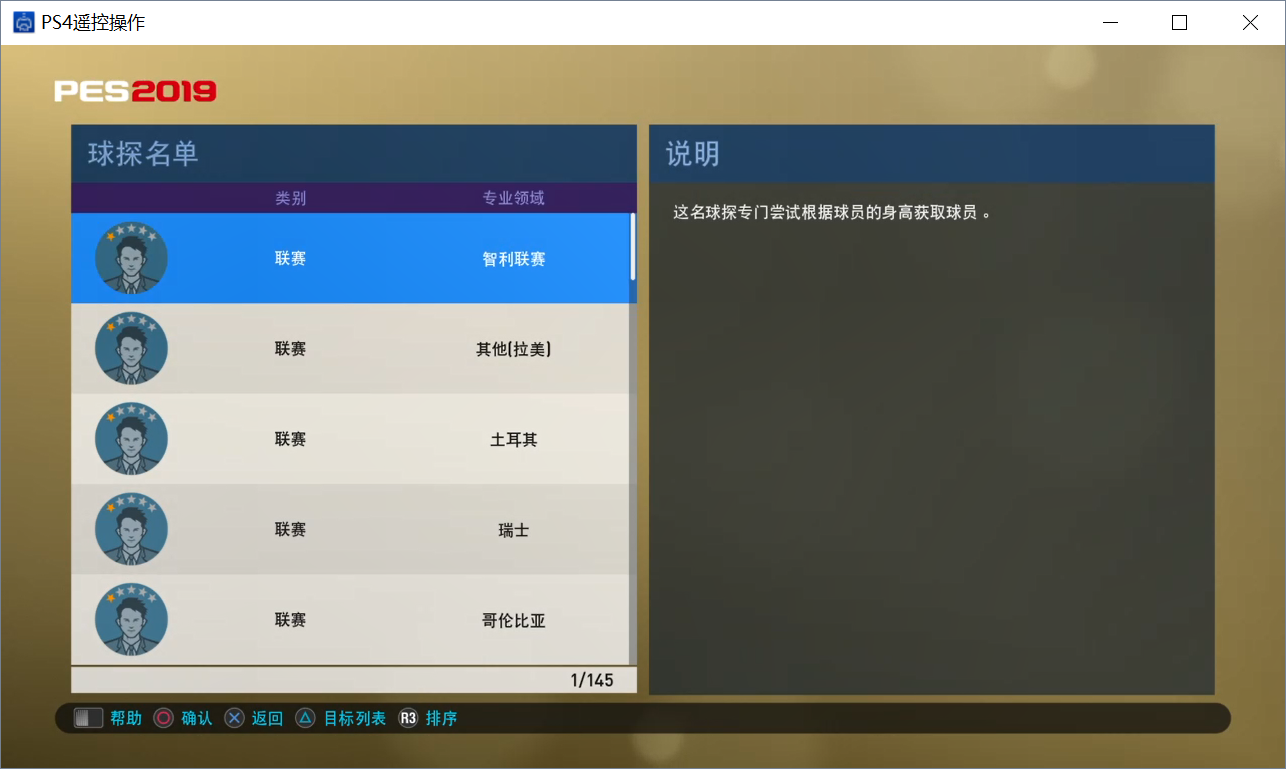 PS4遥控操作
PES2019
球探名单
类别 专业领域
联赛 智利联赛
联赛 其他(拉美)
联赛 土耳其
联赛 瑞士
联赛 哥伦比亚
1/145
说明
这名球探专门尝试根据球员的身高获取球员。
帮助 确认 返回 目标列表 R3 排序